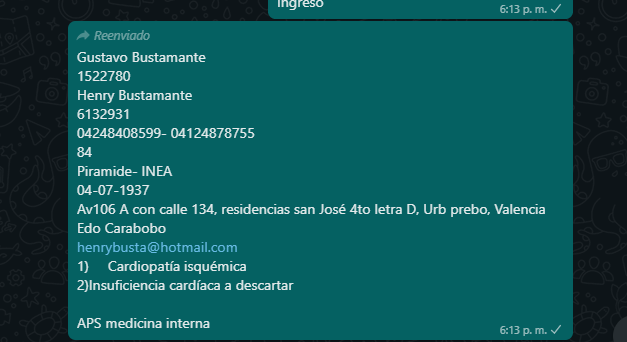 Ingreso
6:13 p. m.
Reenviado
Gustavo Bustamante
1522780
Henry Bustamante
6132931
04248408599- 04124878755
84
Piramide- INEA
04-07-1937
Av106 A con calle 134, residencias san José 4to letra D, Urb prebo, Valencia
Edo Carabobo
henrybusta@hotmail.com
1) Cardiopatía isquémica
2)Insuficiencia cardíaca a descartar
APS medicina interna
6:13 p. m.